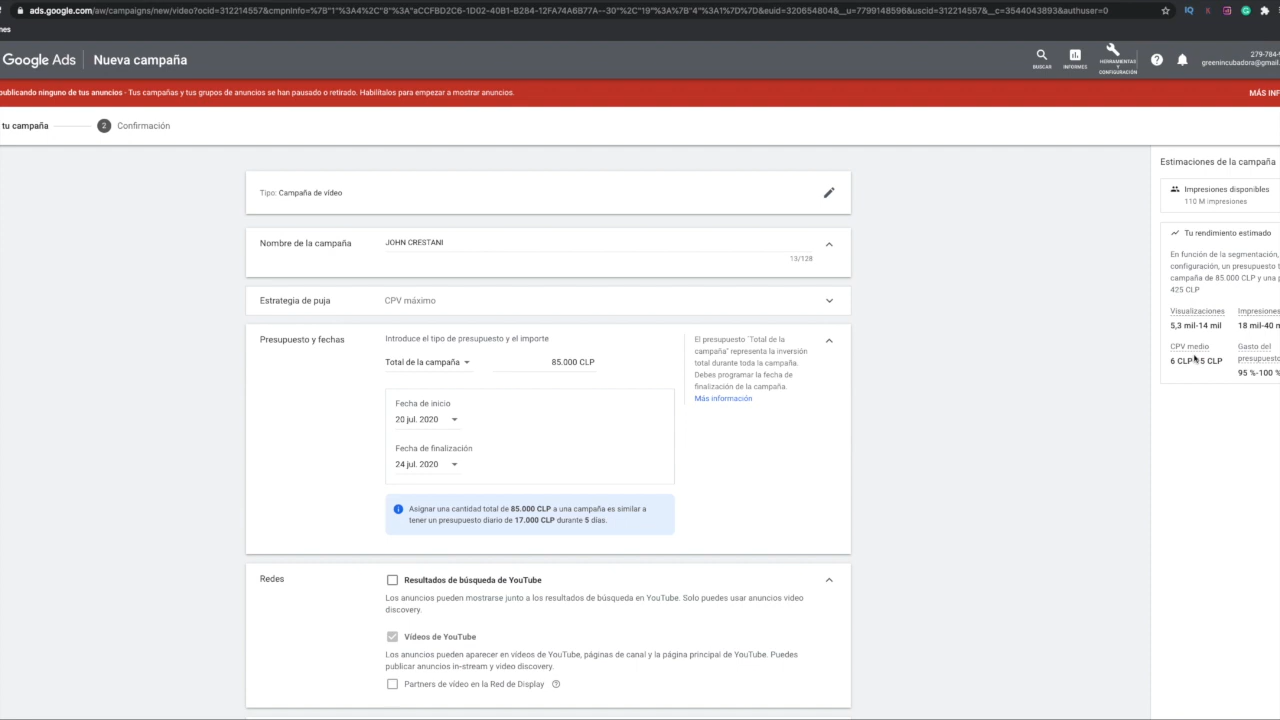 ads.google.com/aw/campaigns/new/video?ocid=312214557&cmpnInfo=%7B"1"%3A4%2C"8"%3A"aCCFBD2C6-1D02-40B1-B284-12FA74A6B77A--30"%2C"19"%3A%7B"4"%3A1%7D%7D&euid=320654804&__u=7799148596&uscid=312214557&__c=3544043893&authuser=0
nes
Google Ads
Nueva campaña
BUSCAR
INFORMES
HERRAMIENTAS
Y
CONFIGURACIÓN
279-784-
greenincubadora@gmail.
publicando ninguno de tus anuncios - Tus campañas y tus grupos de anuncios se han pausado o retirado. Habilítalos para empezar a mostrar anuncios.
MÁS INF
tu campaña
2 Confirmación
Tipo: Campaña de vídeo
Nombre de la campaña
JOHN CRESTANI
13/128
Estrategia de puja
CPV máximo
Presupuesto y fechas
Introduce el tipo de presupuesto y el importe
Total de la campaña
85.000 CLP
Fecha de inicio
20 jul. 2020
Fecha de finalización
24 jul. 2020
Asignar una cantidad total de 85.000 CLP a una campaña es similar a
tener un presupuesto diario de 17.000 CLP durante 5 días.
El presupuesto "Total de la
campaña" representa la inversión
total durante toda la campaña.
Debes programar la fecha de
finalización de la campaña.
Más información
Redes
Resultados de búsqueda de YouTube
Los anuncios pueden mostrarse junto a los resultados de búsqueda en YouTube. Solo puedes usar anuncios video
discovery.
Vídeos de YouTube
Los anuncios pueden aparecer en vídeos de YouTube, páginas de canal y la página principal de YouTube. Puedes
publicar anuncios in-stream y video discovery.
Partners de vídeo en la Red de Display
Estimaciones de la campaña
Impresiones disponibles
110 M impresiones
Tu rendimiento estimado
En función de la segmentación,
configuración, un presupuesto t
campaña de 85.000 CLP y una p
425 CLP
Visualizaciones
5,3 mil-14 mil
Impresiones
18 mil-40 m
CPV medio
6 CLP
5 CLP
Gasto del
presupuesto
95 %-100 %